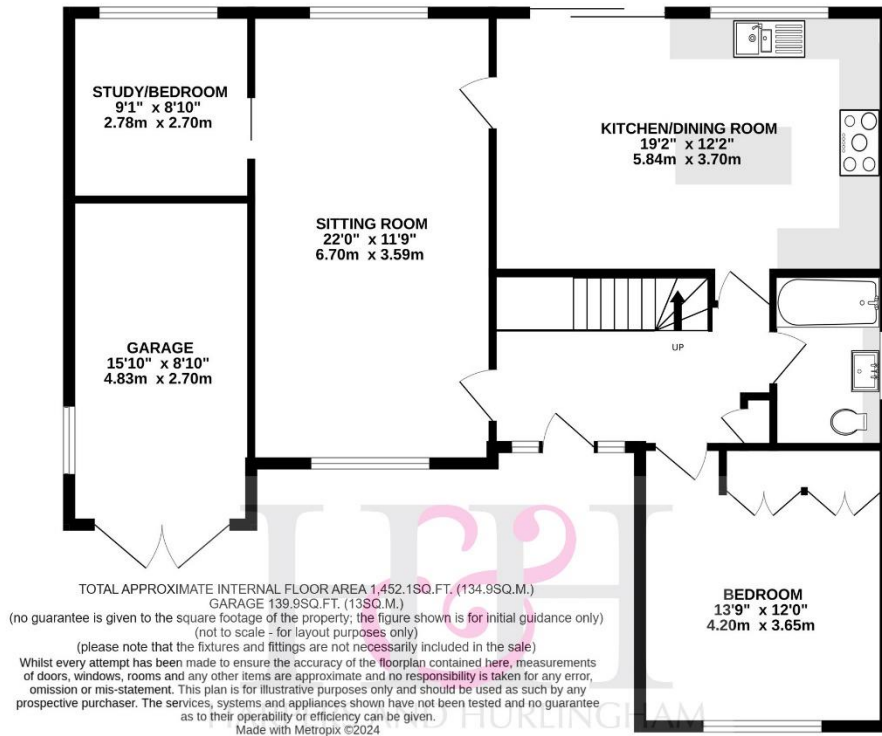 STUDY/BEDROOM
9'1" x 8'10"
2.78m x 2.70m
KITCHEN/DINING ROOM
19'2" x 12'2"
5.84m x 3.70m
SITTING ROOM
22'0" x 11'9"
6.70m x 3.59m
GARAGE
15'10" x 8'10"
4.83m x 2.70m
UP
BEDROOM
13'9" x 12'0"
4.20m x 3.65m
H&H
TOTAL APPROXIMATE INTERNAL FLOOR AREA 1,452.1SQ.FT. (134.9SQ.M.)
GARAGE 139.9SQ.FT. (13SQ.M.)
(no guarantee is given to the square footage of the property; the figure shown is for initial guidance only)
(not to scale - for layout purposes only)
(please note that the fixtures and fittings are not necessarily included in the sale)
Whilst every attempt has been made to ensure the accuracy of the floorplan contained here, measurements
of doors, windows, rooms and any other items are approximate and no responsibility is taken for any error,
omission or mis-statement. This plan is for illustrative purposes only and should be used as such by any
prospective purchaser. The services, systems and appliances shown have not been tested and no guarantee
as to their operability or efficiency can be given.
AND HURLINGHAM
Made with Metropix ©2024